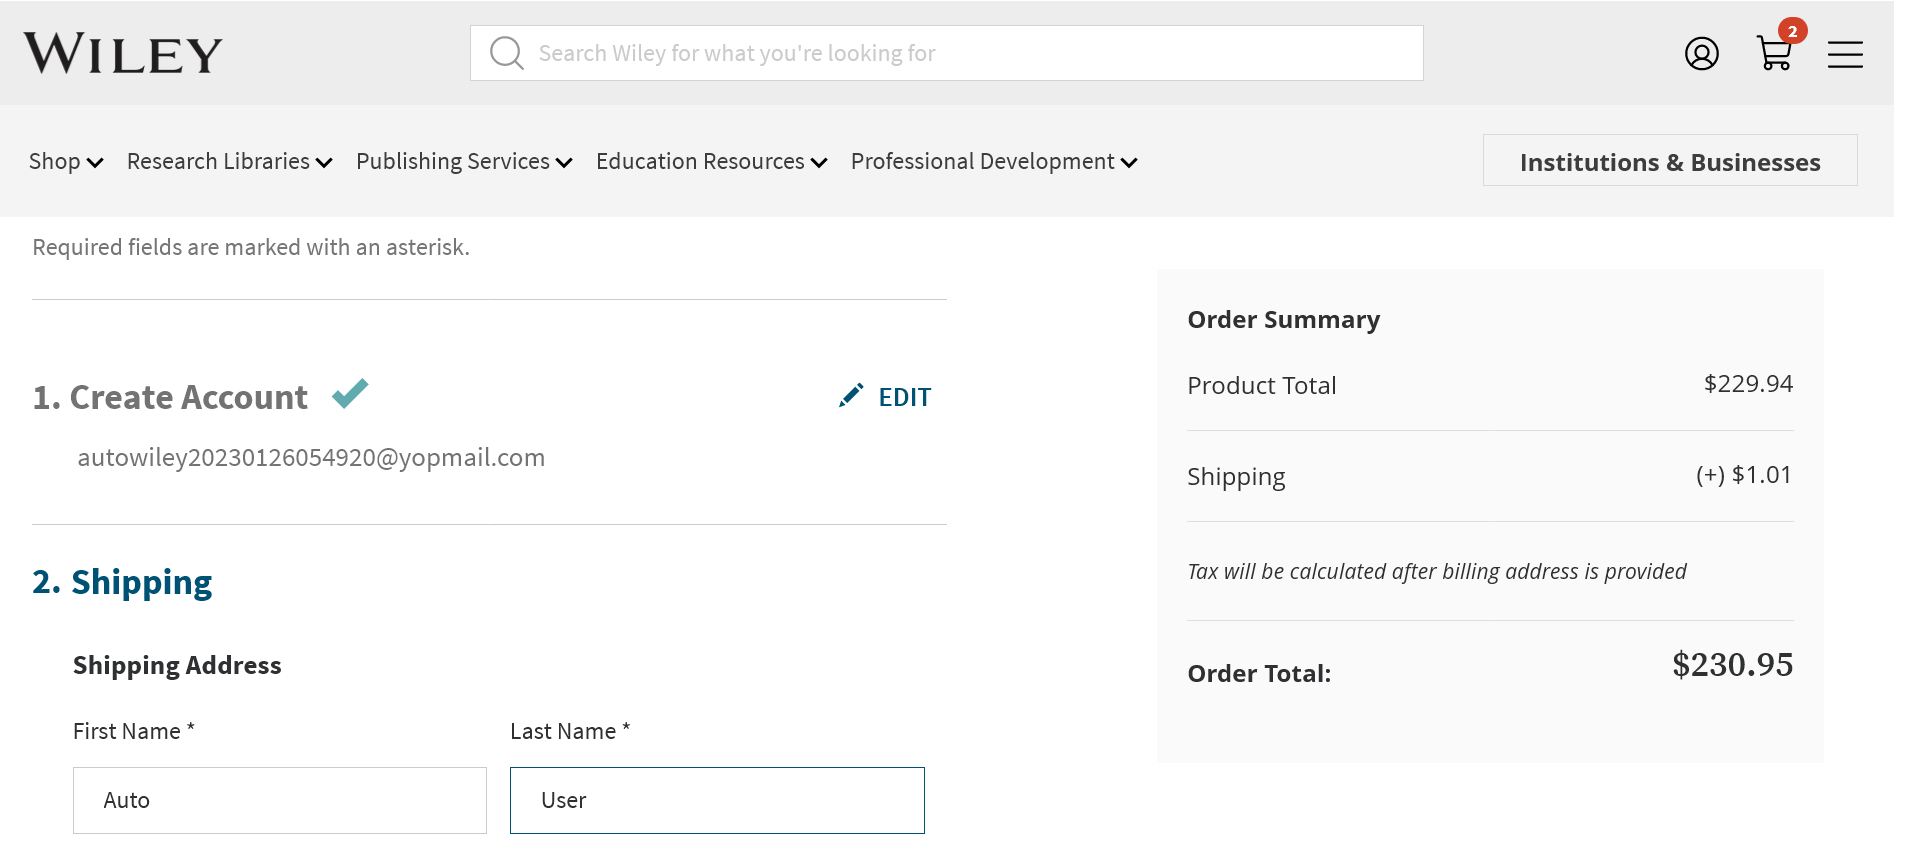 WILEY
Search Wiley for what you're looking for
2
Shop
Research Libraries
Publishing Services
Education Resources
Professional Development
Institutions & Businesses
Required fields are marked with an asterisk.
1. Create Account
EDIT
autowiley20230126054920@yopmail.com
2. Shipping
Shipping Address
First Name *
Last Name *
Auto
User
Order Summary
Product Total $229.94
Shipping (+) $1.01
Tax will be calculated after billing address is provided
Order Total: $230.95